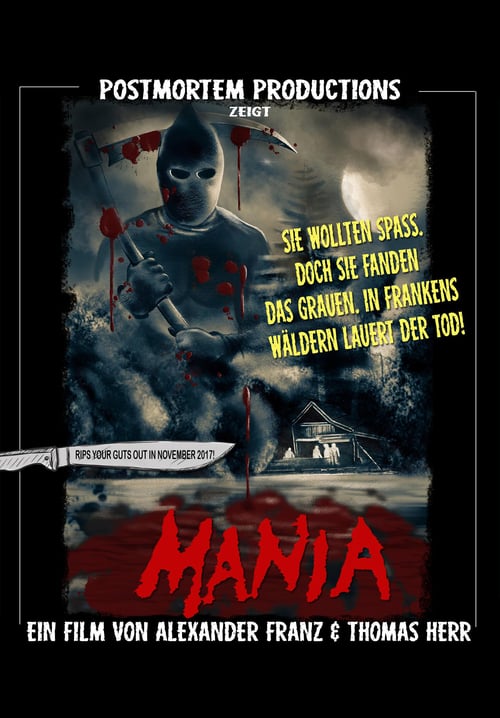 POSTMORTEM PRODUCTIONS
ZEIGT
SIE WOLLTEN SPASS.
DOCH SIE FANDEN
DAS GRAUEN. IN FRANKENS
WÄLDERN LAUERT DER TOD!
RIPS YOUR GUTS OUT IN NOVEMBER 2017!
MANIA
EIN FILM VON ALEXANDER FRANZ & THOMAS HERR